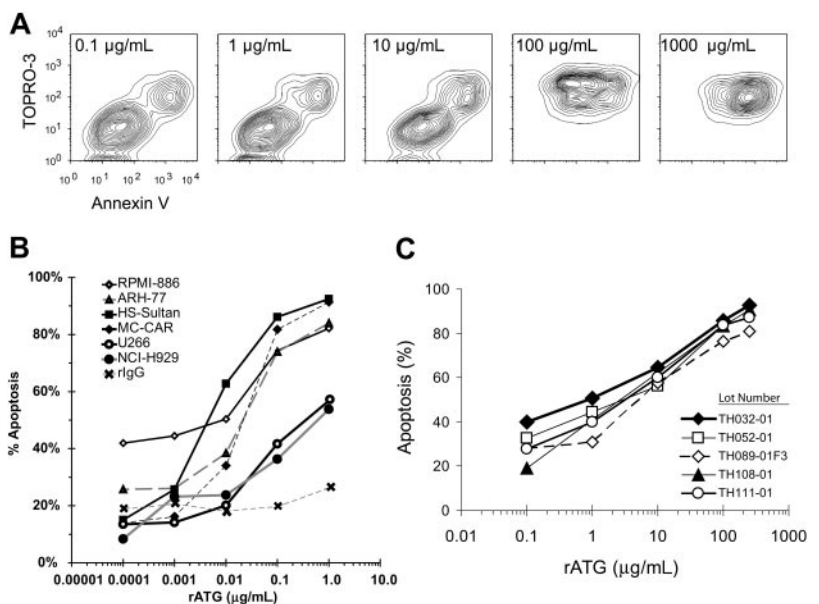 A
0.1 µg/mL
1 µg/mL
10 µg/mL
100 µg/mL
1000 µg/mL
TOPRO-3
10⁴
10³
10²
10¹
10⁰
10⁰ 10¹ 10² 10³ 10⁴
Annexin V
B
100%
80%
60%
40%
20%
0%
% Apoptosis
RPMI-886
ARH-77
HS-Sultan
MC-CAR
U266
NCI-H929
rIgG
0.00001 0.0001 0.001 0.01 0.1 1.0 10.0
rATG (µg/mL)
C
100
80
60
40
20
0
Apoptosis (%)
Lot Number
TH032-01
TH052-01
TH089-01F3
TH108-01
TH111-01
0.01 0.1 1 10 100 1000
rATG (µg/mL)